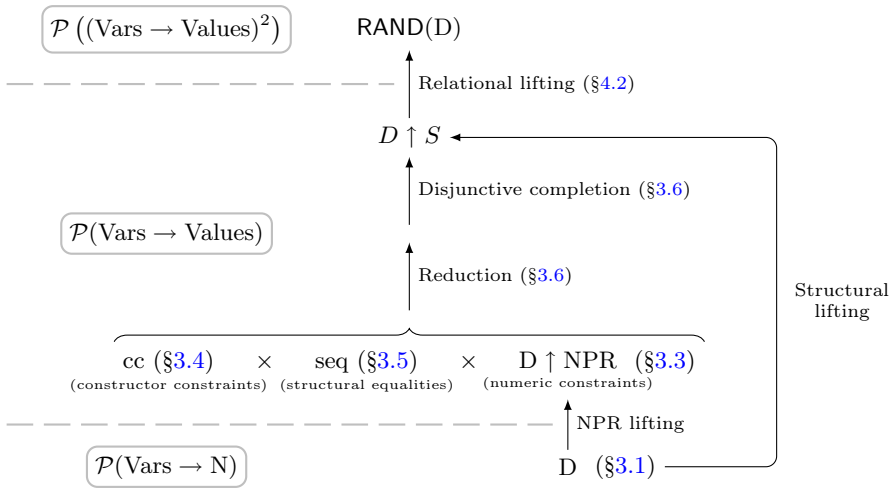 𝒫 ((Vars → Values)²) RAND(D)
Relational lifting (§4.2)
D ↑ S
Disjunctive completion (§3.6)
𝒫(Vars → Values)
Reduction (§3.6)
Structural
lifting
cc (§3.4) × seq (§3.5) × D ↑ NPR (§3.3)
(constructor constraints) (structural equalities) (numeric constraints)
NPR lifting
𝒫(Vars → N) D (§3.1)